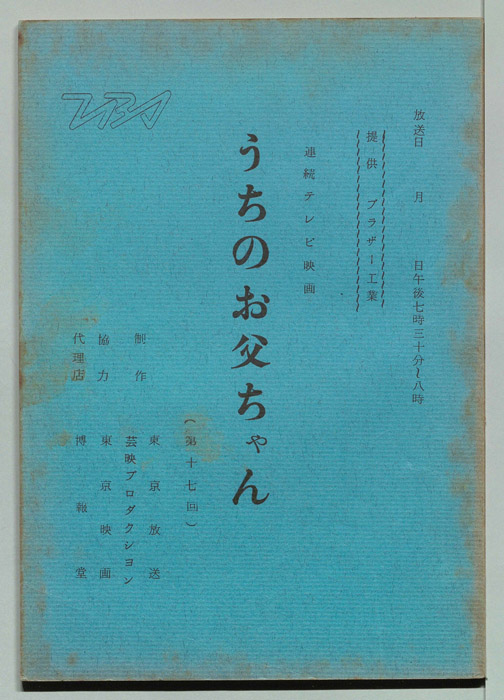 放送日　月　日午後七時三十分〜八時
提供　ブラザー工業
連続テレビ映画
うちのお父ちゃん
（第十七回）
制作　東京放送
芸映プロダクシヨン
協力　東京映画
代理店　博報堂
TBS